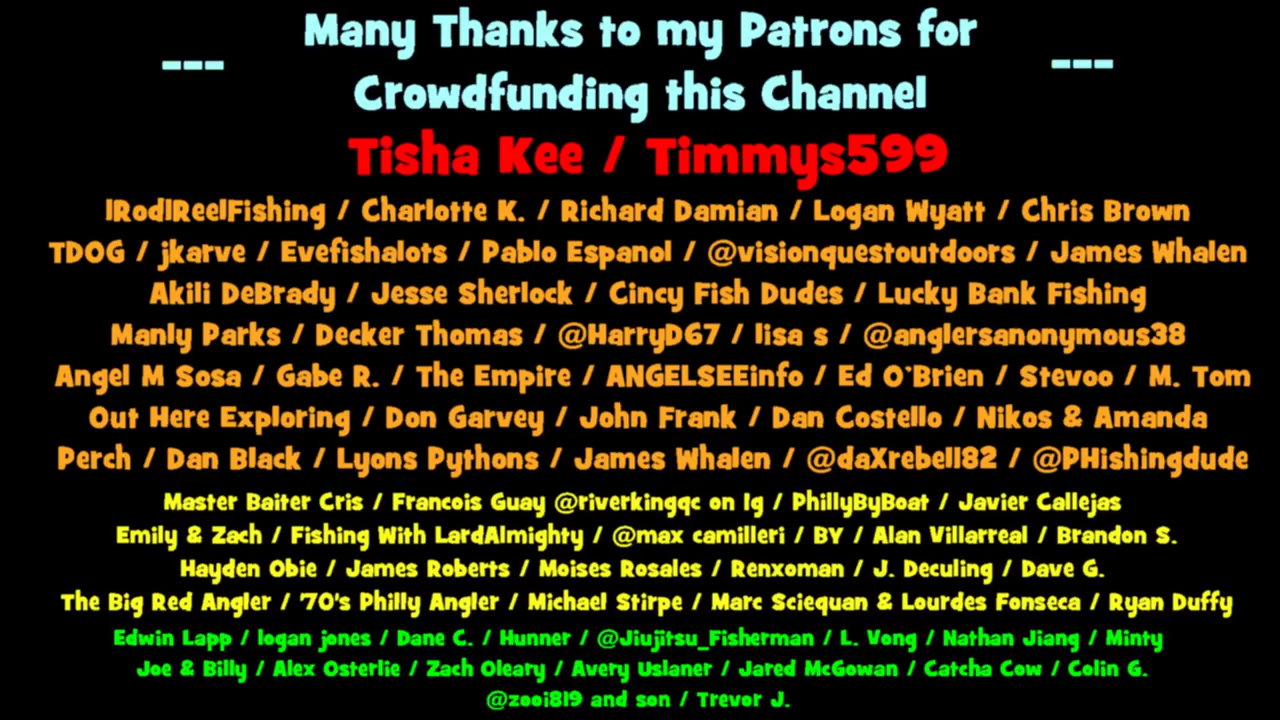 Many Thanks to my Patrons for
--- Crowdfunding this Channel ---
Tisha Kee / Timmys599
IRodIReelFishing / Charlotte K. / Richard Damian / Logan Wyatt / Chris Brown
TDOG / jkarve / Evefishalots / Pablo Espanol / @visionquestoutdoors / James Whalen
Akili DeBrady / Jesse Sherlock / Cincy Fish Dudes / Lucky Bank Fishing
Manly Parks / Decker Thomas / @HarryD67 / lisa s / @anglersanonymous38
Angel M Sosa / Gabe R. / The Empire / ANGELSEEinfo / Ed O'Brien / Stevoo / M. Tom
Out Here Exploring / Don Garvey / John Frank / Dan Costello / Nikos & Amanda
Perch / Dan Black / Lyons Pythons / James Whalen / @daXrebell82 / @PHishingdude
Master Baiter Cris / Francois Guay @riverkingqc on Ig / PhillyByBoat / Javier Callejas
Emily & Zach / Fishing With LardAlmighty / @max camilleri / BY / Alan Villarreal / Brandon S.
Hayden Obie / James Roberts / Moises Rosales / Renxoman / J. Deculing / Dave G.
The Big Red Angler / '70's Philly Angler / Michael Stirpe / Marc Sciequan & Lourdes Fonseca / Ryan Duffy
Edwin Lapp / logan jones / Dane C. / Hunner / @Jiujitsu_Fisherman / L. Vong / Nathan Jiang / Minty
Joe & Billy / Alex Osterlie / Zach Oleary / Avery Uslaner / Jared McGowan / Catcha Cow / Colin G.
@zooi819 and son / Trevor J.